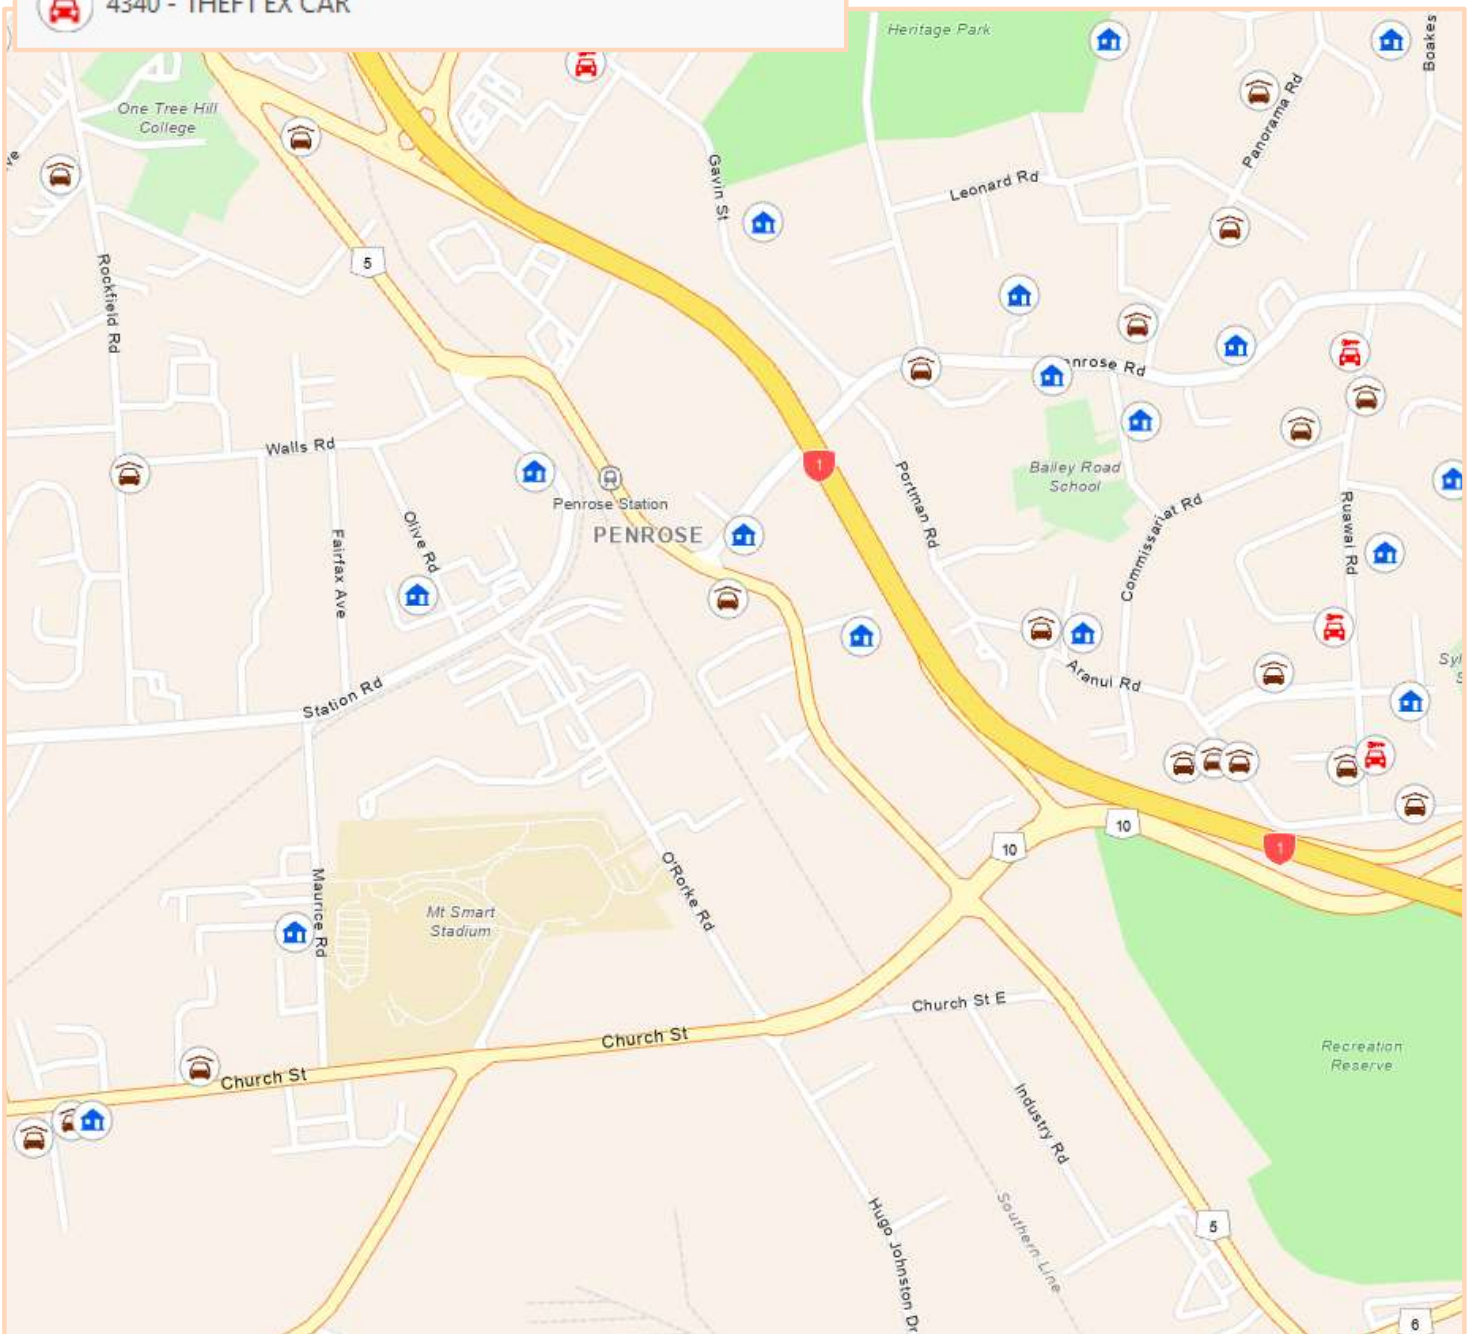 4340 - THEFT EX CAR
Heritage Park
Boakes
One Tree Hill
College
Panorama Rd
Gavin St
Leonard Rd
5
Rockfield Rd
enrose Rd
Walls Rd
1
Bailey Road
School
Portman Rd
Penrose Station
PENROSE
Olive Rd
Fairfax Ave
Commissariat Rd
Ruawai Rd
Syl
S
Aranui Rd
Station Rd
10
10
1
O'Rorke Rd
Maurice Rd
Mt Smart
Stadium
Church St E
Church St
Church St
Recreation
Reserve
Industry Rd
Southern Line
Hugo Johnston Dr
5
6